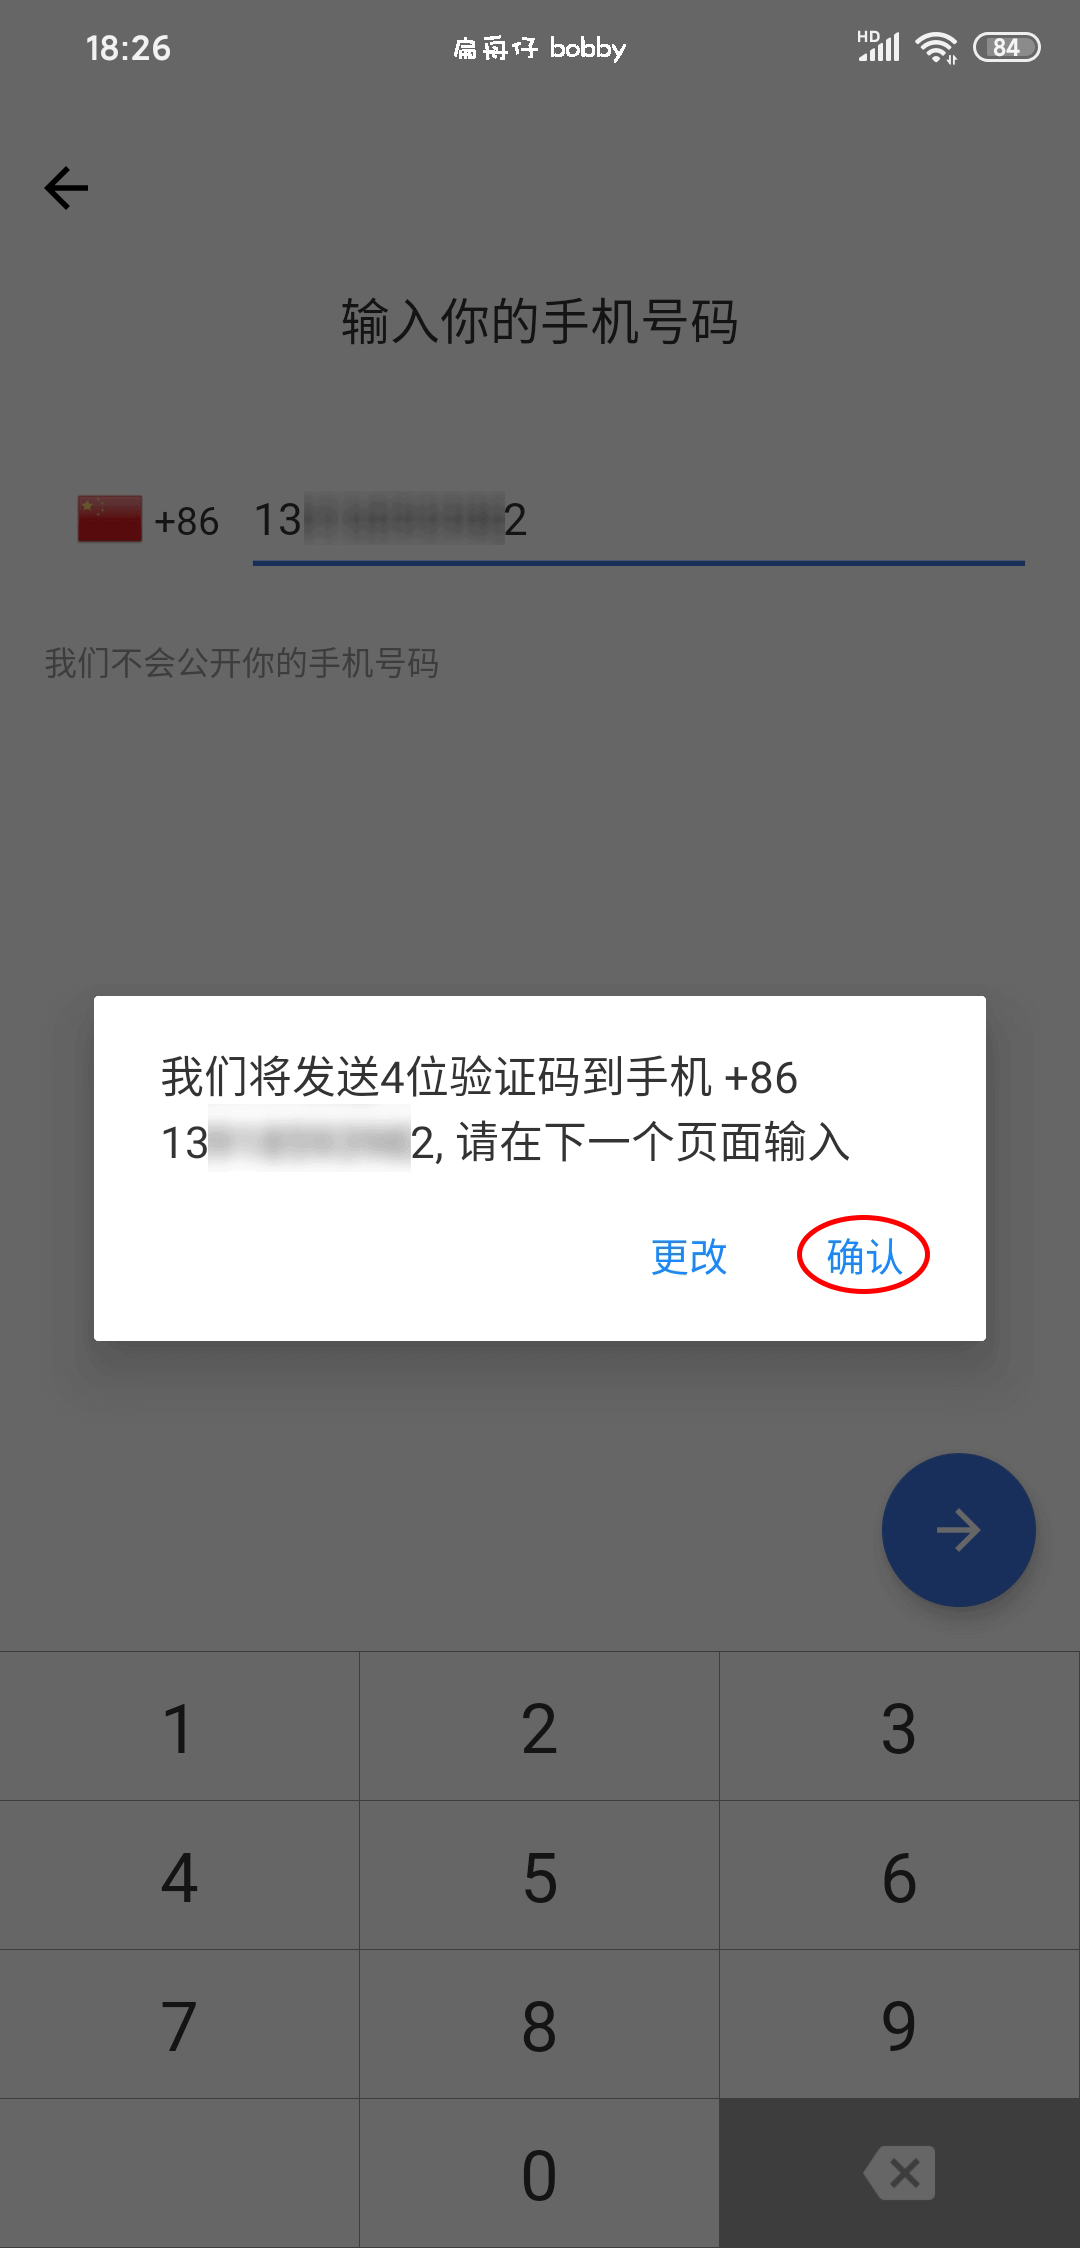 18:26
扁再仔 bobby
HD
84
输入你的手机号码
+86 13 2
我们不会公开你的手机号码
我们将发送4位验证码到手机 +86
13 2, 请在下一个页面输入
更改 确认
1 2 3
4 5 6
7 8 9
0